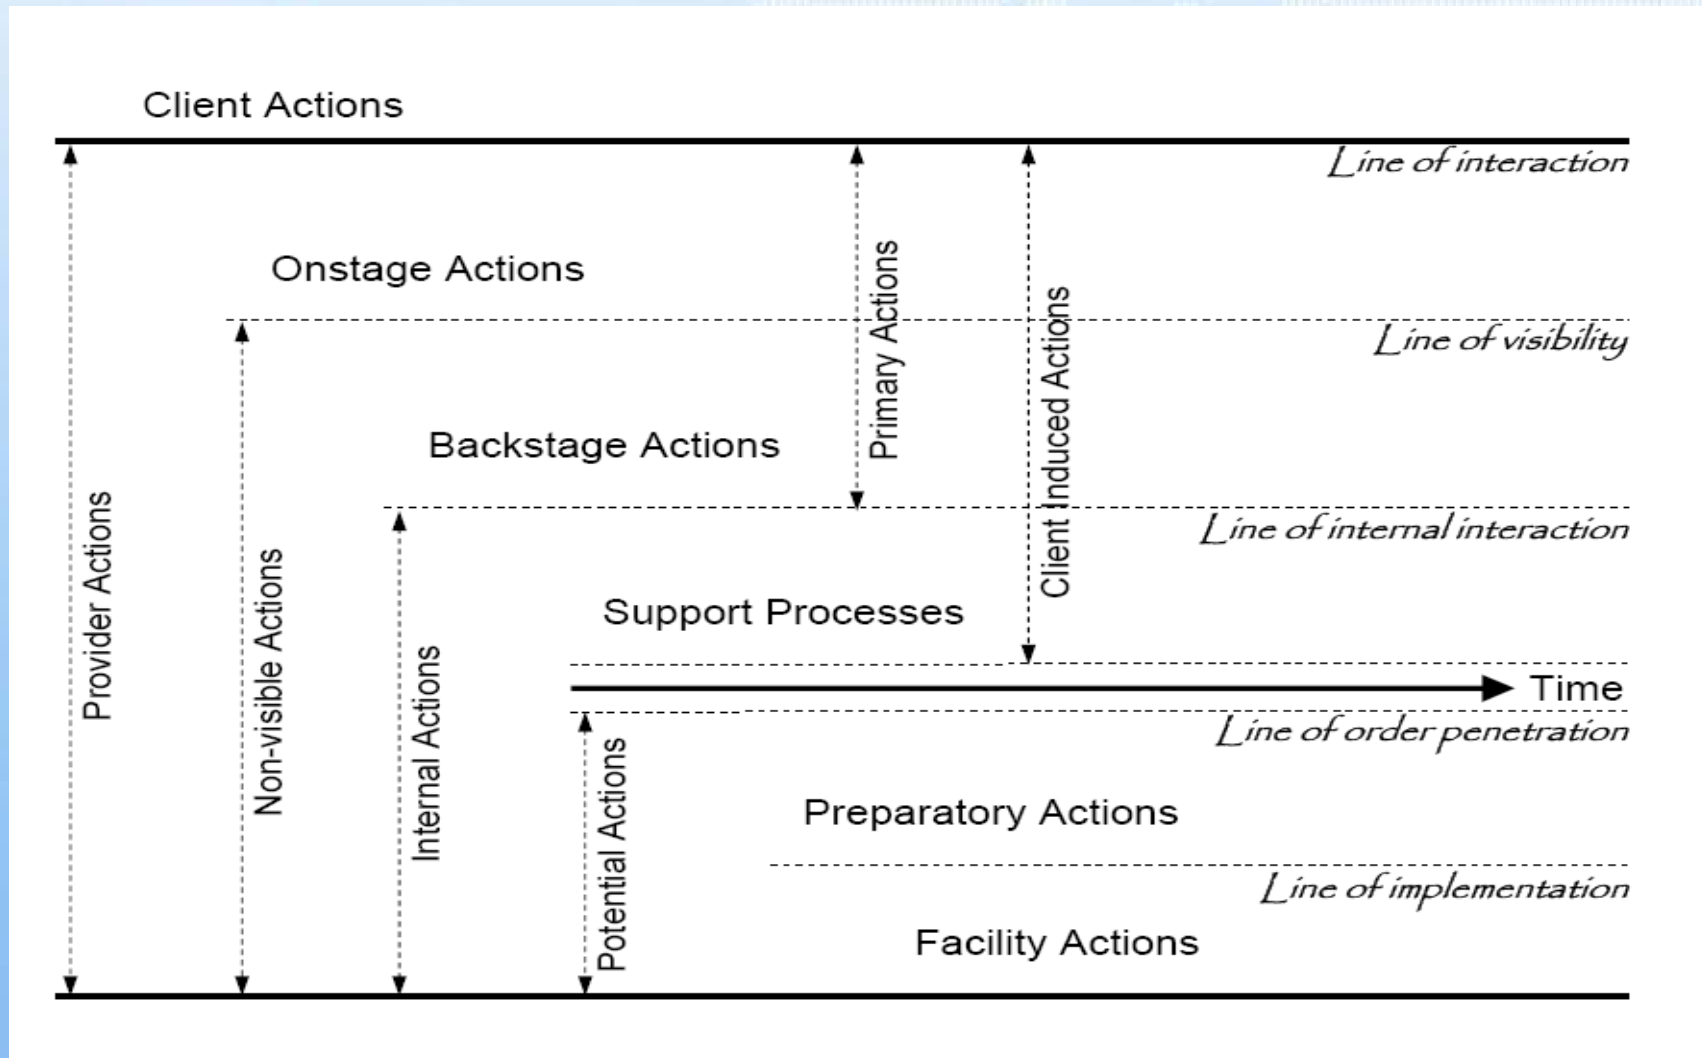 Client Actions
Line of interaction
Onstage Actions
Line of visibility
Primary Actions
Client Induced Actions
Backstage Actions
Line of internal interaction
Provider Actions
Non-visible Actions
Internal Actions
Support Processes
Time
Line of order penetration
Potential Actions
Preparatory Actions
Line of implementation
Facility Actions